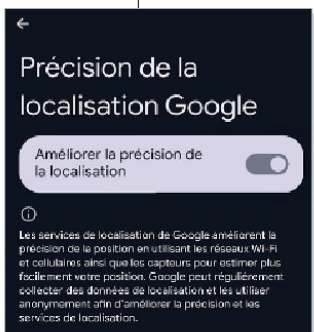 Précision de la
localisation Google
Améliorer la précision de
la localisation
Les services de localisation de Google améliorent la
précision de la position en utilisant les réseaux Wi-Fi
et cellulaires ainsi que les capteurs pour estimer plus
facilement votre position. Google peut régulièrement
collecter des données de localisation et les utiliser
anonymement afin d'améliorer la précision et les
services de localisation.